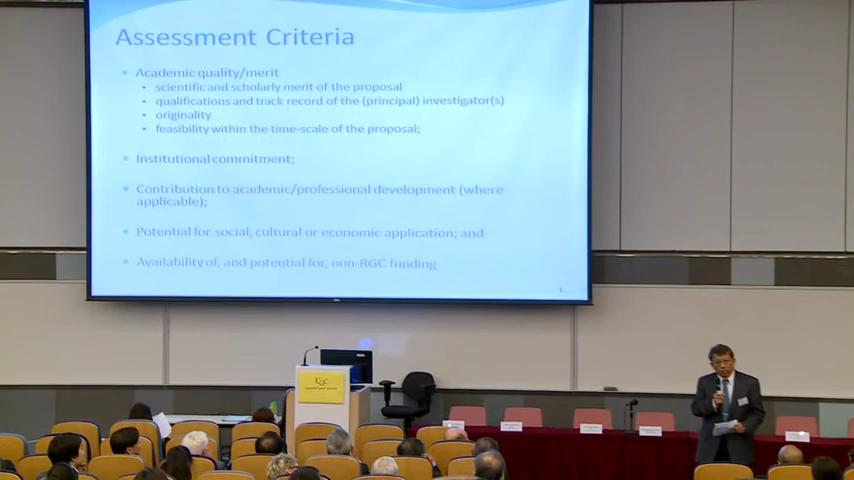 Assessment Criteria
• Academic quality/merit
• scientific and scholarly merit of the proposal
• qualifications and track record of the (principal) investigator(s)
• originality
• feasibility within the time-scale of the proposal;
• Institutional commitment;
• Contribution to academic/professional development (where
applicable);
• Potential for social, cultural or economic application; and
• Availability of, and potential for, non-RGC funding
1
UGC